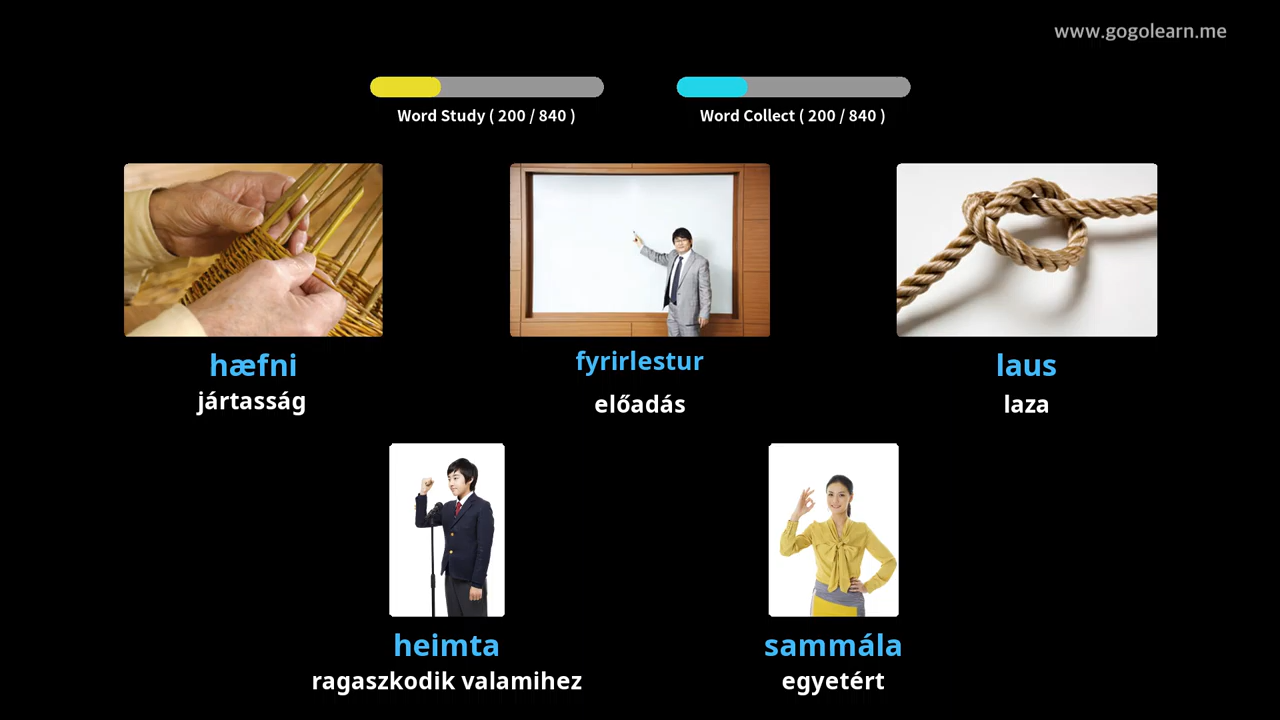 www.gogolearn.me
Word Study ( 200 / 840 )
Word Collect ( 200 / 840 )
hæfni
jártasság
fyrirlestur
előadás
laus
laza
heimta
ragaszkodik valamihez
sammála
egyetért